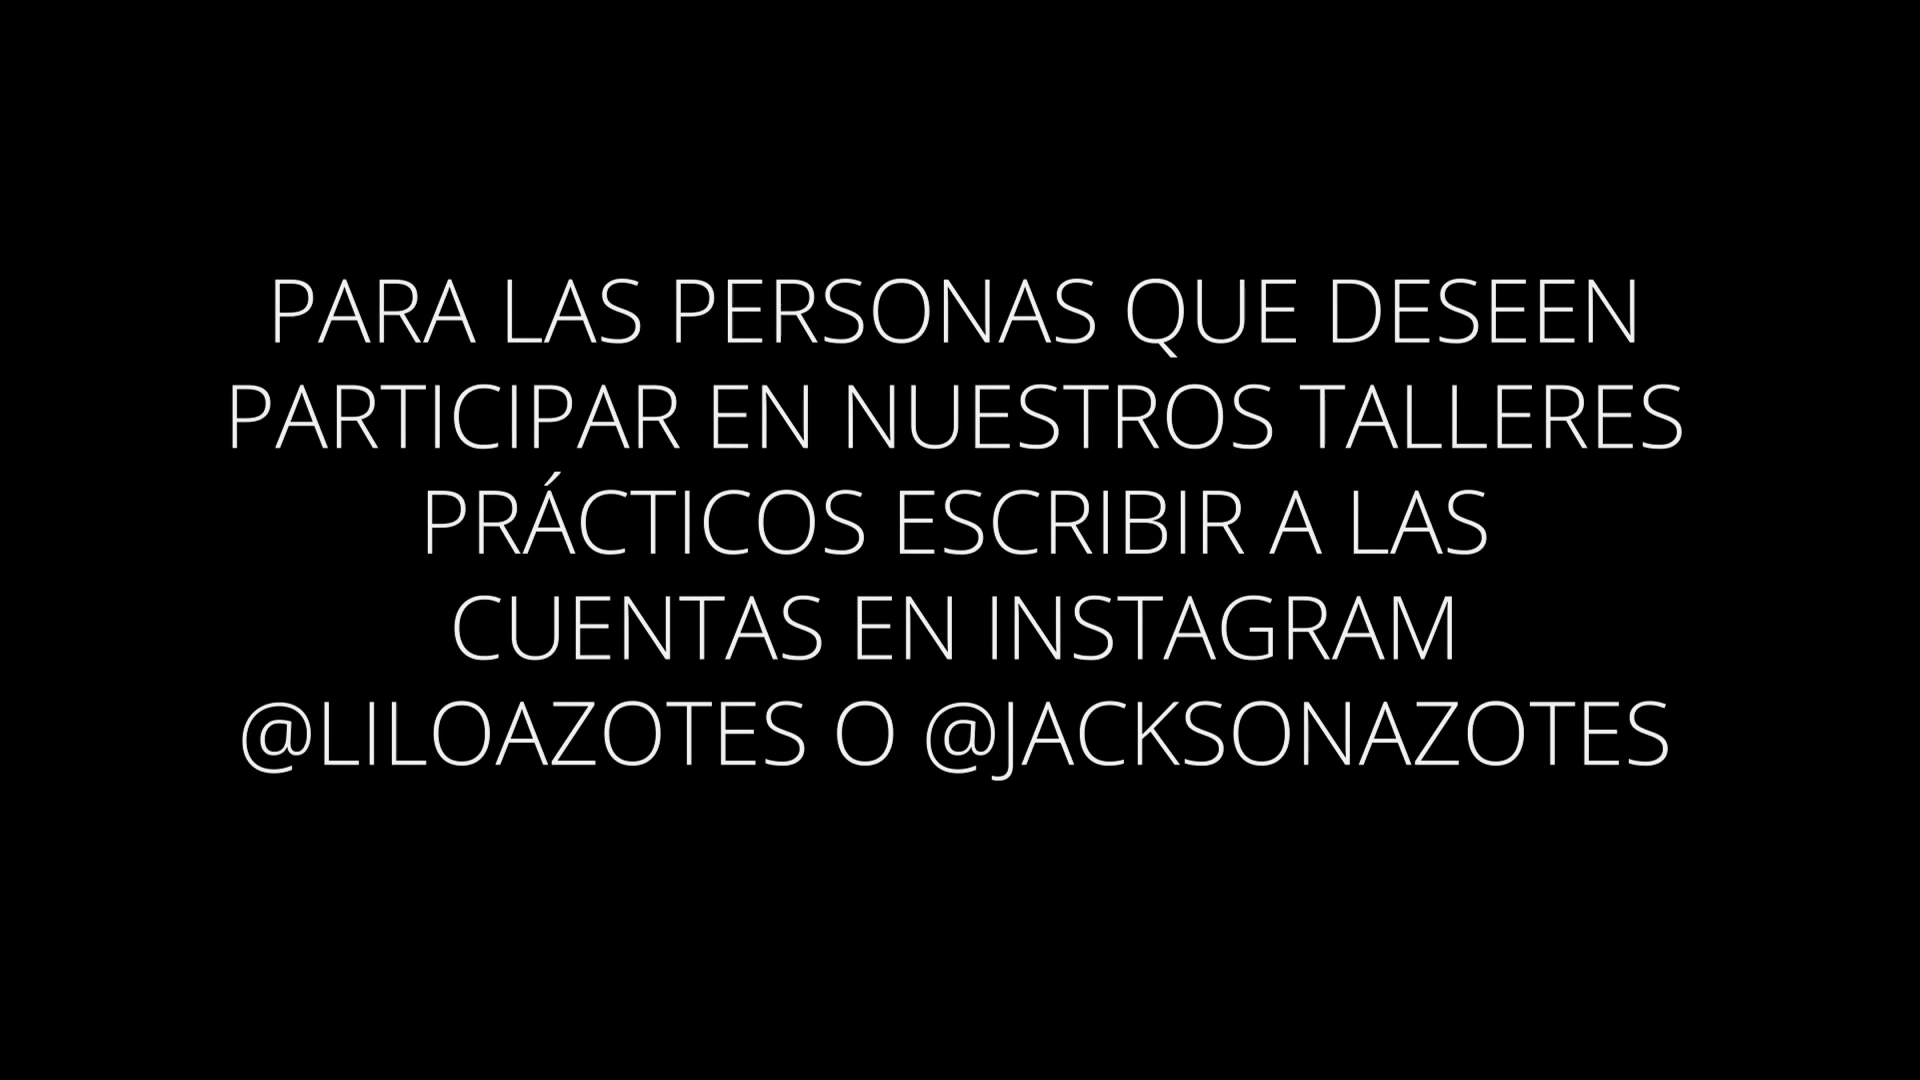 PARA LAS PERSONAS QUE DESEEN
PARTICIPAR EN NUESTROS TALLERES
PRÁCTICOS ESCRIBIR A LAS
CUENTAS EN INSTAGRAM
@LILOAZOTES O @JACKSONAZOTES